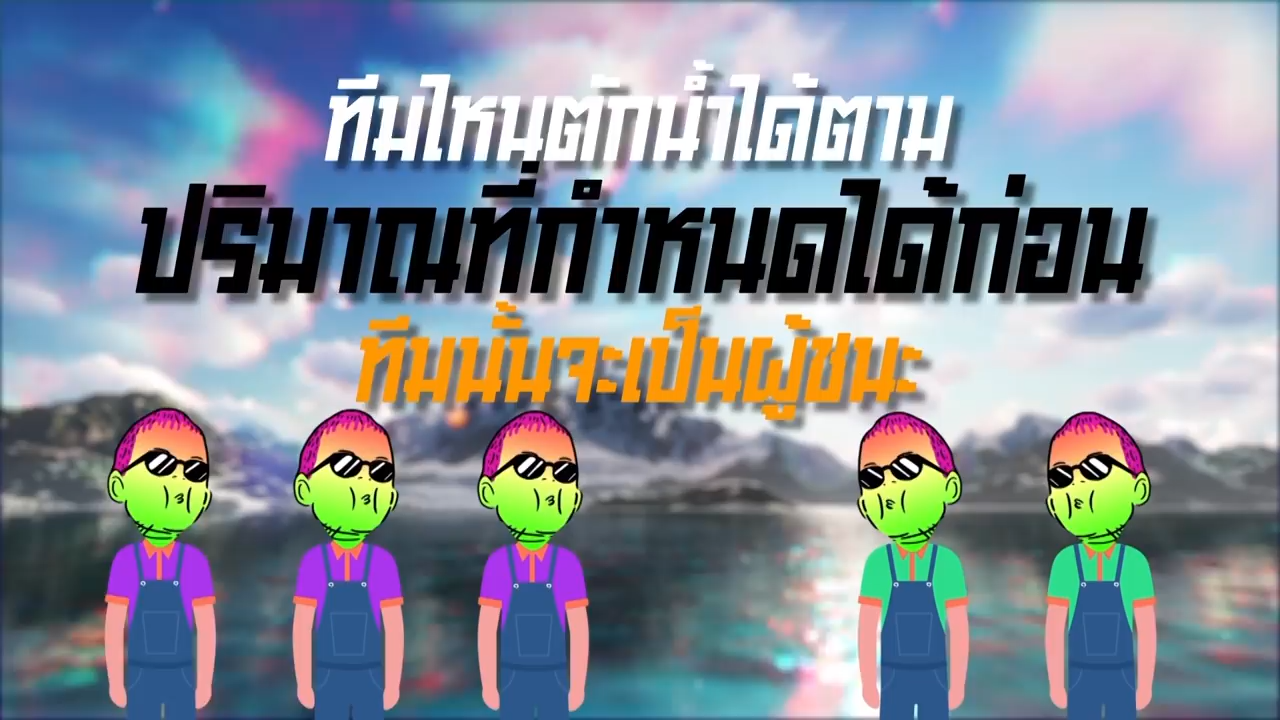 ทีมไหนตักน้ำได้ตาม
ปริมาณที่กำหนดได้ก่อน
ทีมนั้นจะเป็นผู้ชนะ